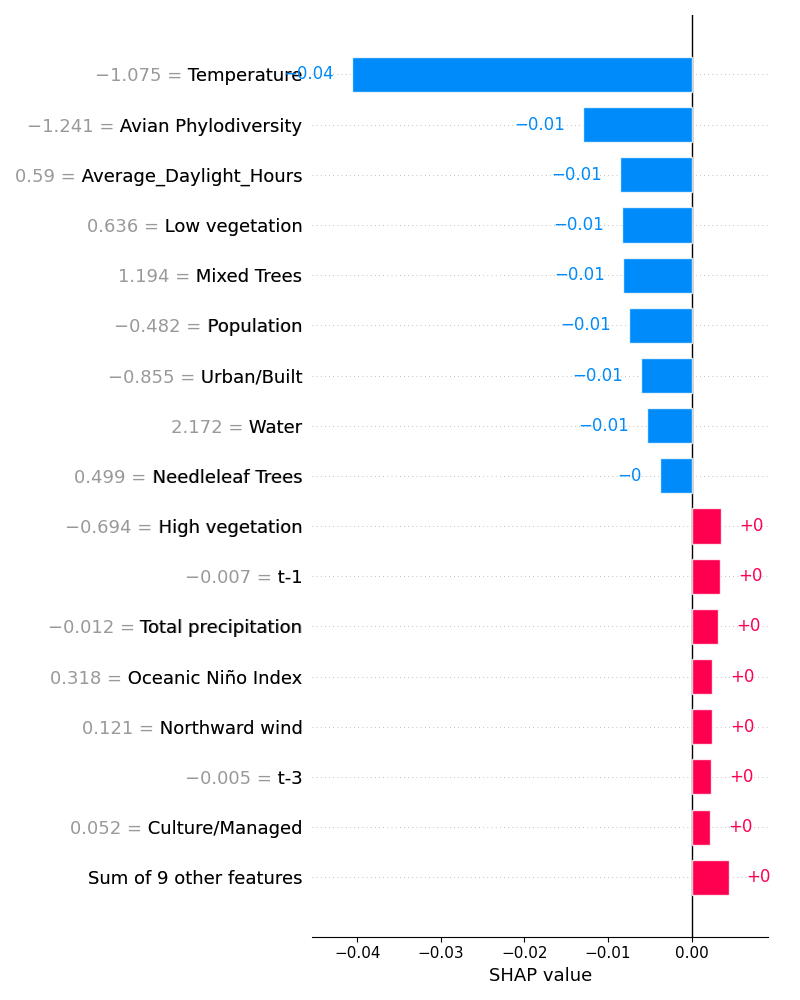 −1.075 = Temperature −0.04
−1.241 = Avian Phylodiversity −0.01
0.59 = Average_Daylight_Hours −0.01
0.636 = Low vegetation −0.01
1.194 = Mixed Trees −0.01
−0.482 = Population −0.01
−0.855 = Urban/Built −0.01
2.172 = Water −0.01
0.499 = Needleleaf Trees −0
−0.694 = High vegetation +0
−0.007 = t-1 +0
−0.012 = Total precipitation +0
0.318 = Oceanic Niño Index +0
0.121 = Northward wind +0
−0.005 = t-3 +0
0.052 = Culture/Managed +0
Sum of 9 other features +0
−0.04 −0.03 −0.02 −0.01 0.00
SHAP value